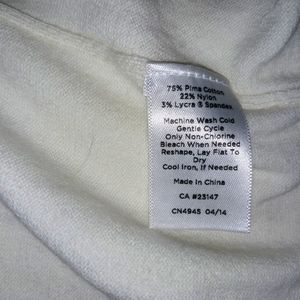 75% Pima Cotton
22% Nylon
3% Lycra ® Spandex
Machine Wash Cold
Gentle Cycle
Only Non-Chlorine
Bleach When Needed
Reshape, Lay Flat To
Dry
Cool Iron, If Needed
Made In China
CA #23147
CN4945 04/14